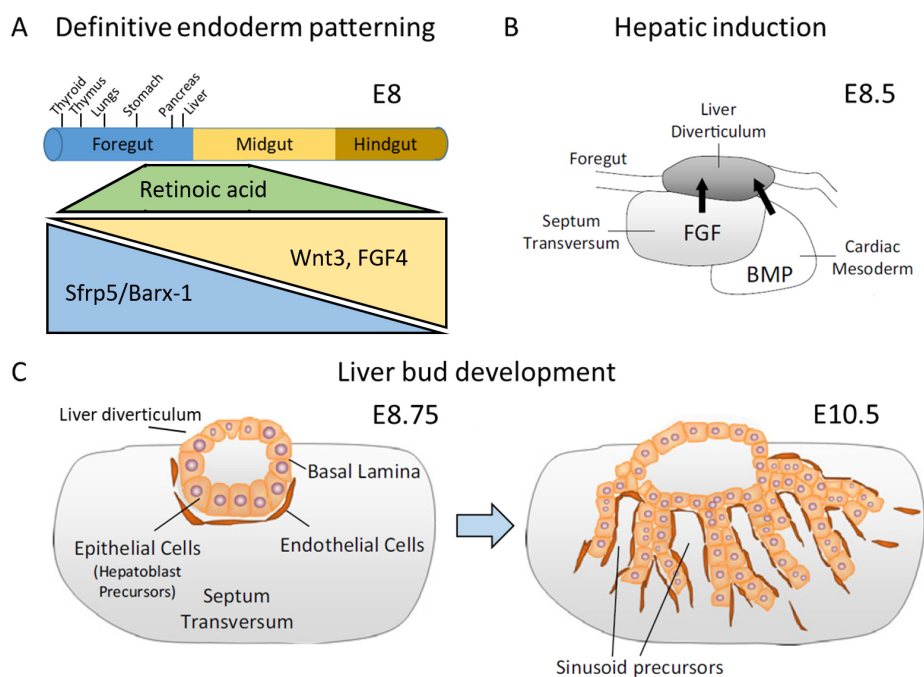 A Definitive endoderm patterning
E8
Thyroid
Thymus
Lungs
Stomach
Pancreas
Liver
Foregut Midgut Hindgut
Retinoic acid
Wnt3, FGF4
Sfrp5/Barx-1
B Hepatic induction
E8.5
Liver
Diverticulum
Foregut
Septum
Transversum
FGF
BMP
Cardiac
Mesoderm
C Liver bud development
E8.75
Liver diverticulum
Basal Lamina
Epithelial Cells
(Hepatoblast
Precursors)
Endothelial Cells
Septum
Transversum
E10.5
Sinusoid precursors